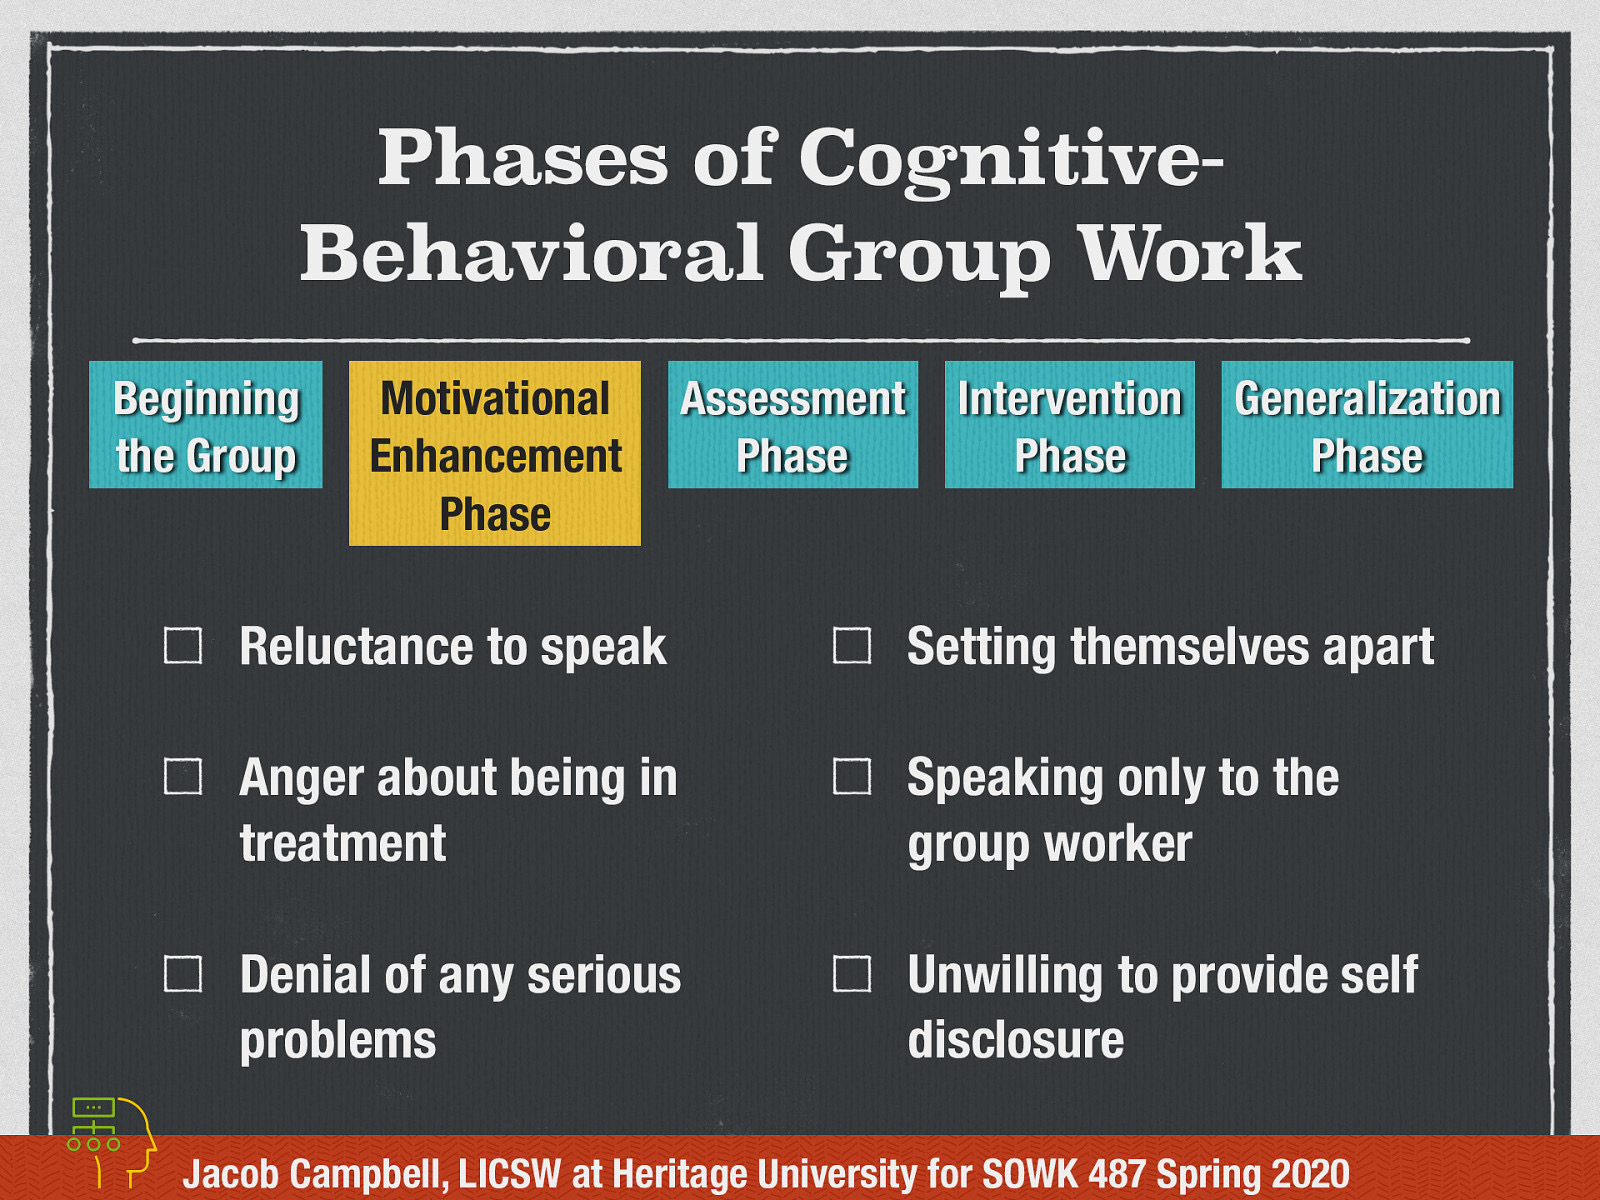 Phases of Cognitive-
Behavioral Group Work
Beginning
the Group
Motivational
Enhancement
Phase
Assessment
Phase
Intervention
Phase
Generalization
Phase
Reluctance to speak
Anger about being in
treatment
Denial of any serious
problems
Setting themselves apart
Speaking only to the
group worker
Unwilling to provide self
disclosure
Jacob Campbell, LICSW at Heritage University for SOWK 487 Spring 2020